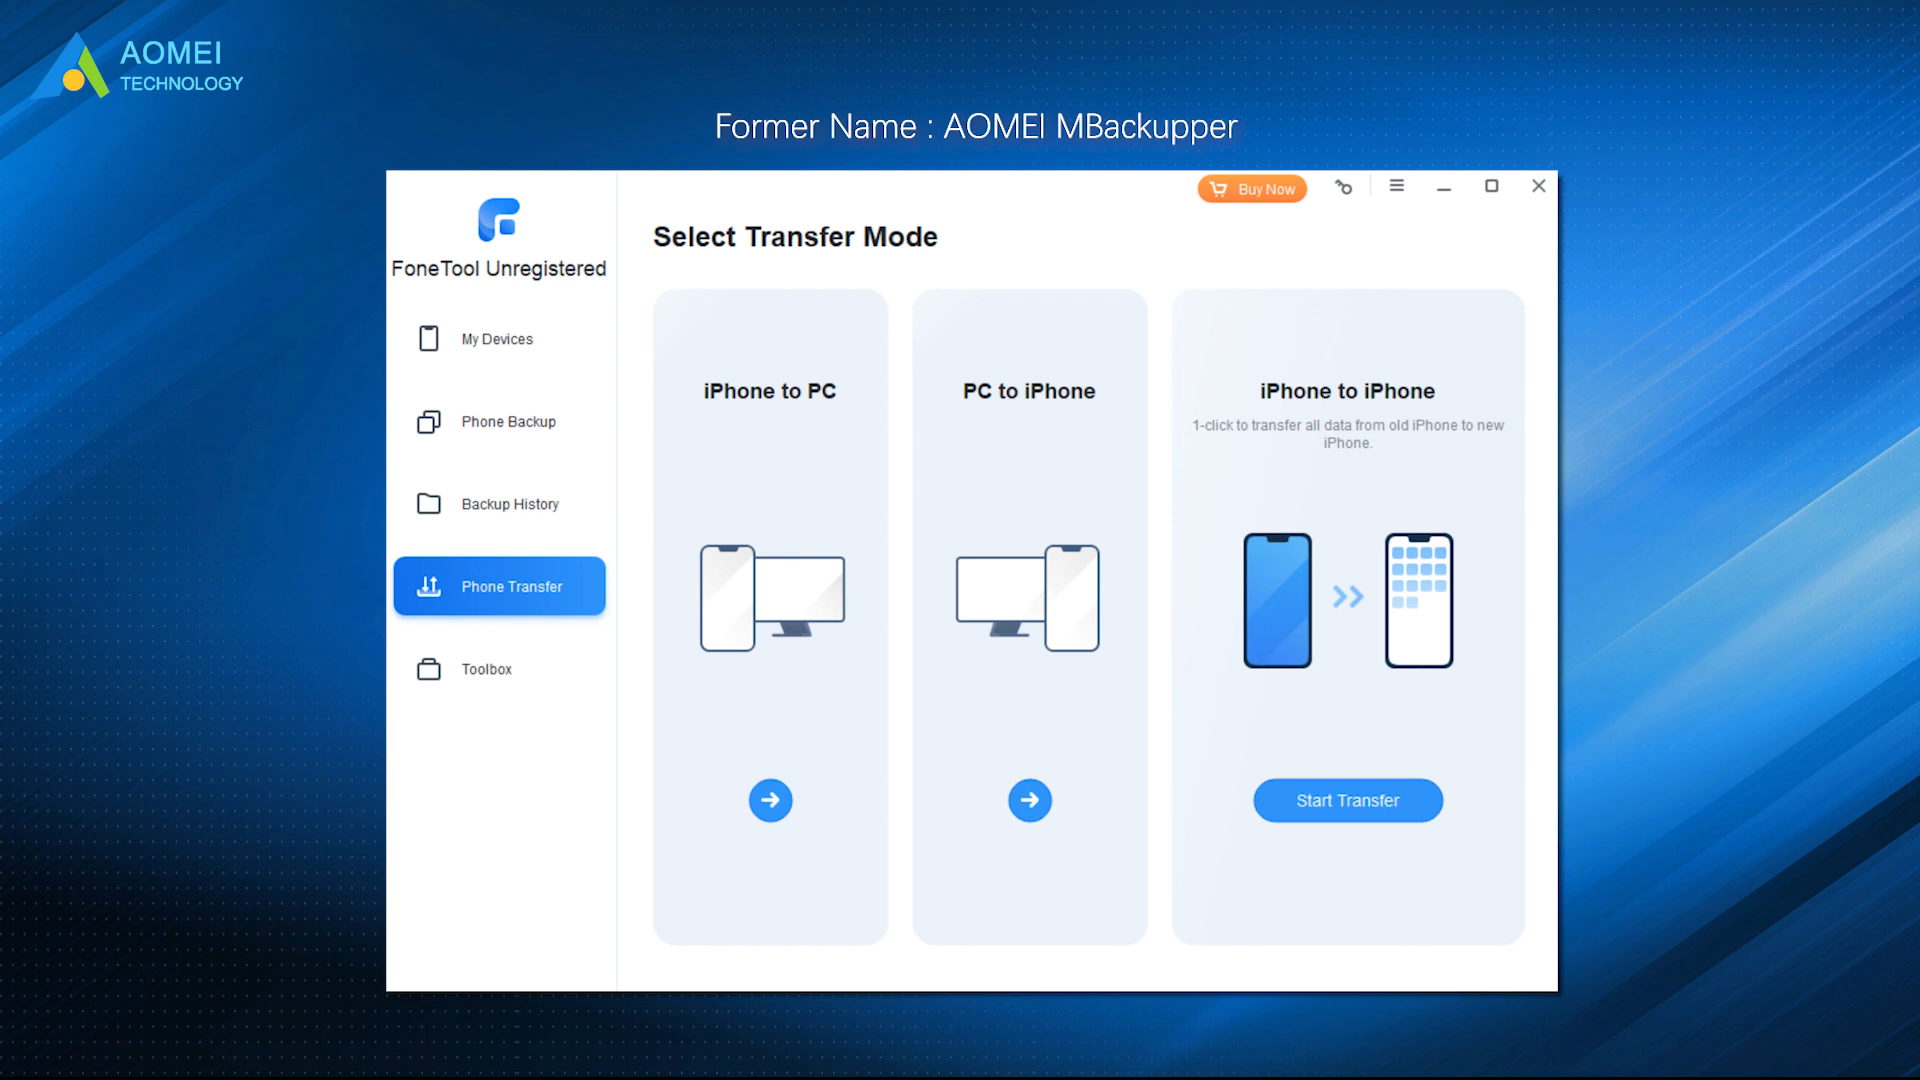 AOMEI
TECHNOLOGY
Former Name : AOMEI MBackupper
Buy Now
FoneTool Unregistered
My Devices
Phone Backup
Backup History
Phone Transfer
Toolbox
Select Transfer Mode
iPhone to PC
PC to iPhone
iPhone to iPhone
1-click to transfer all data from old iPhone to new
iPhone.
Start Transfer